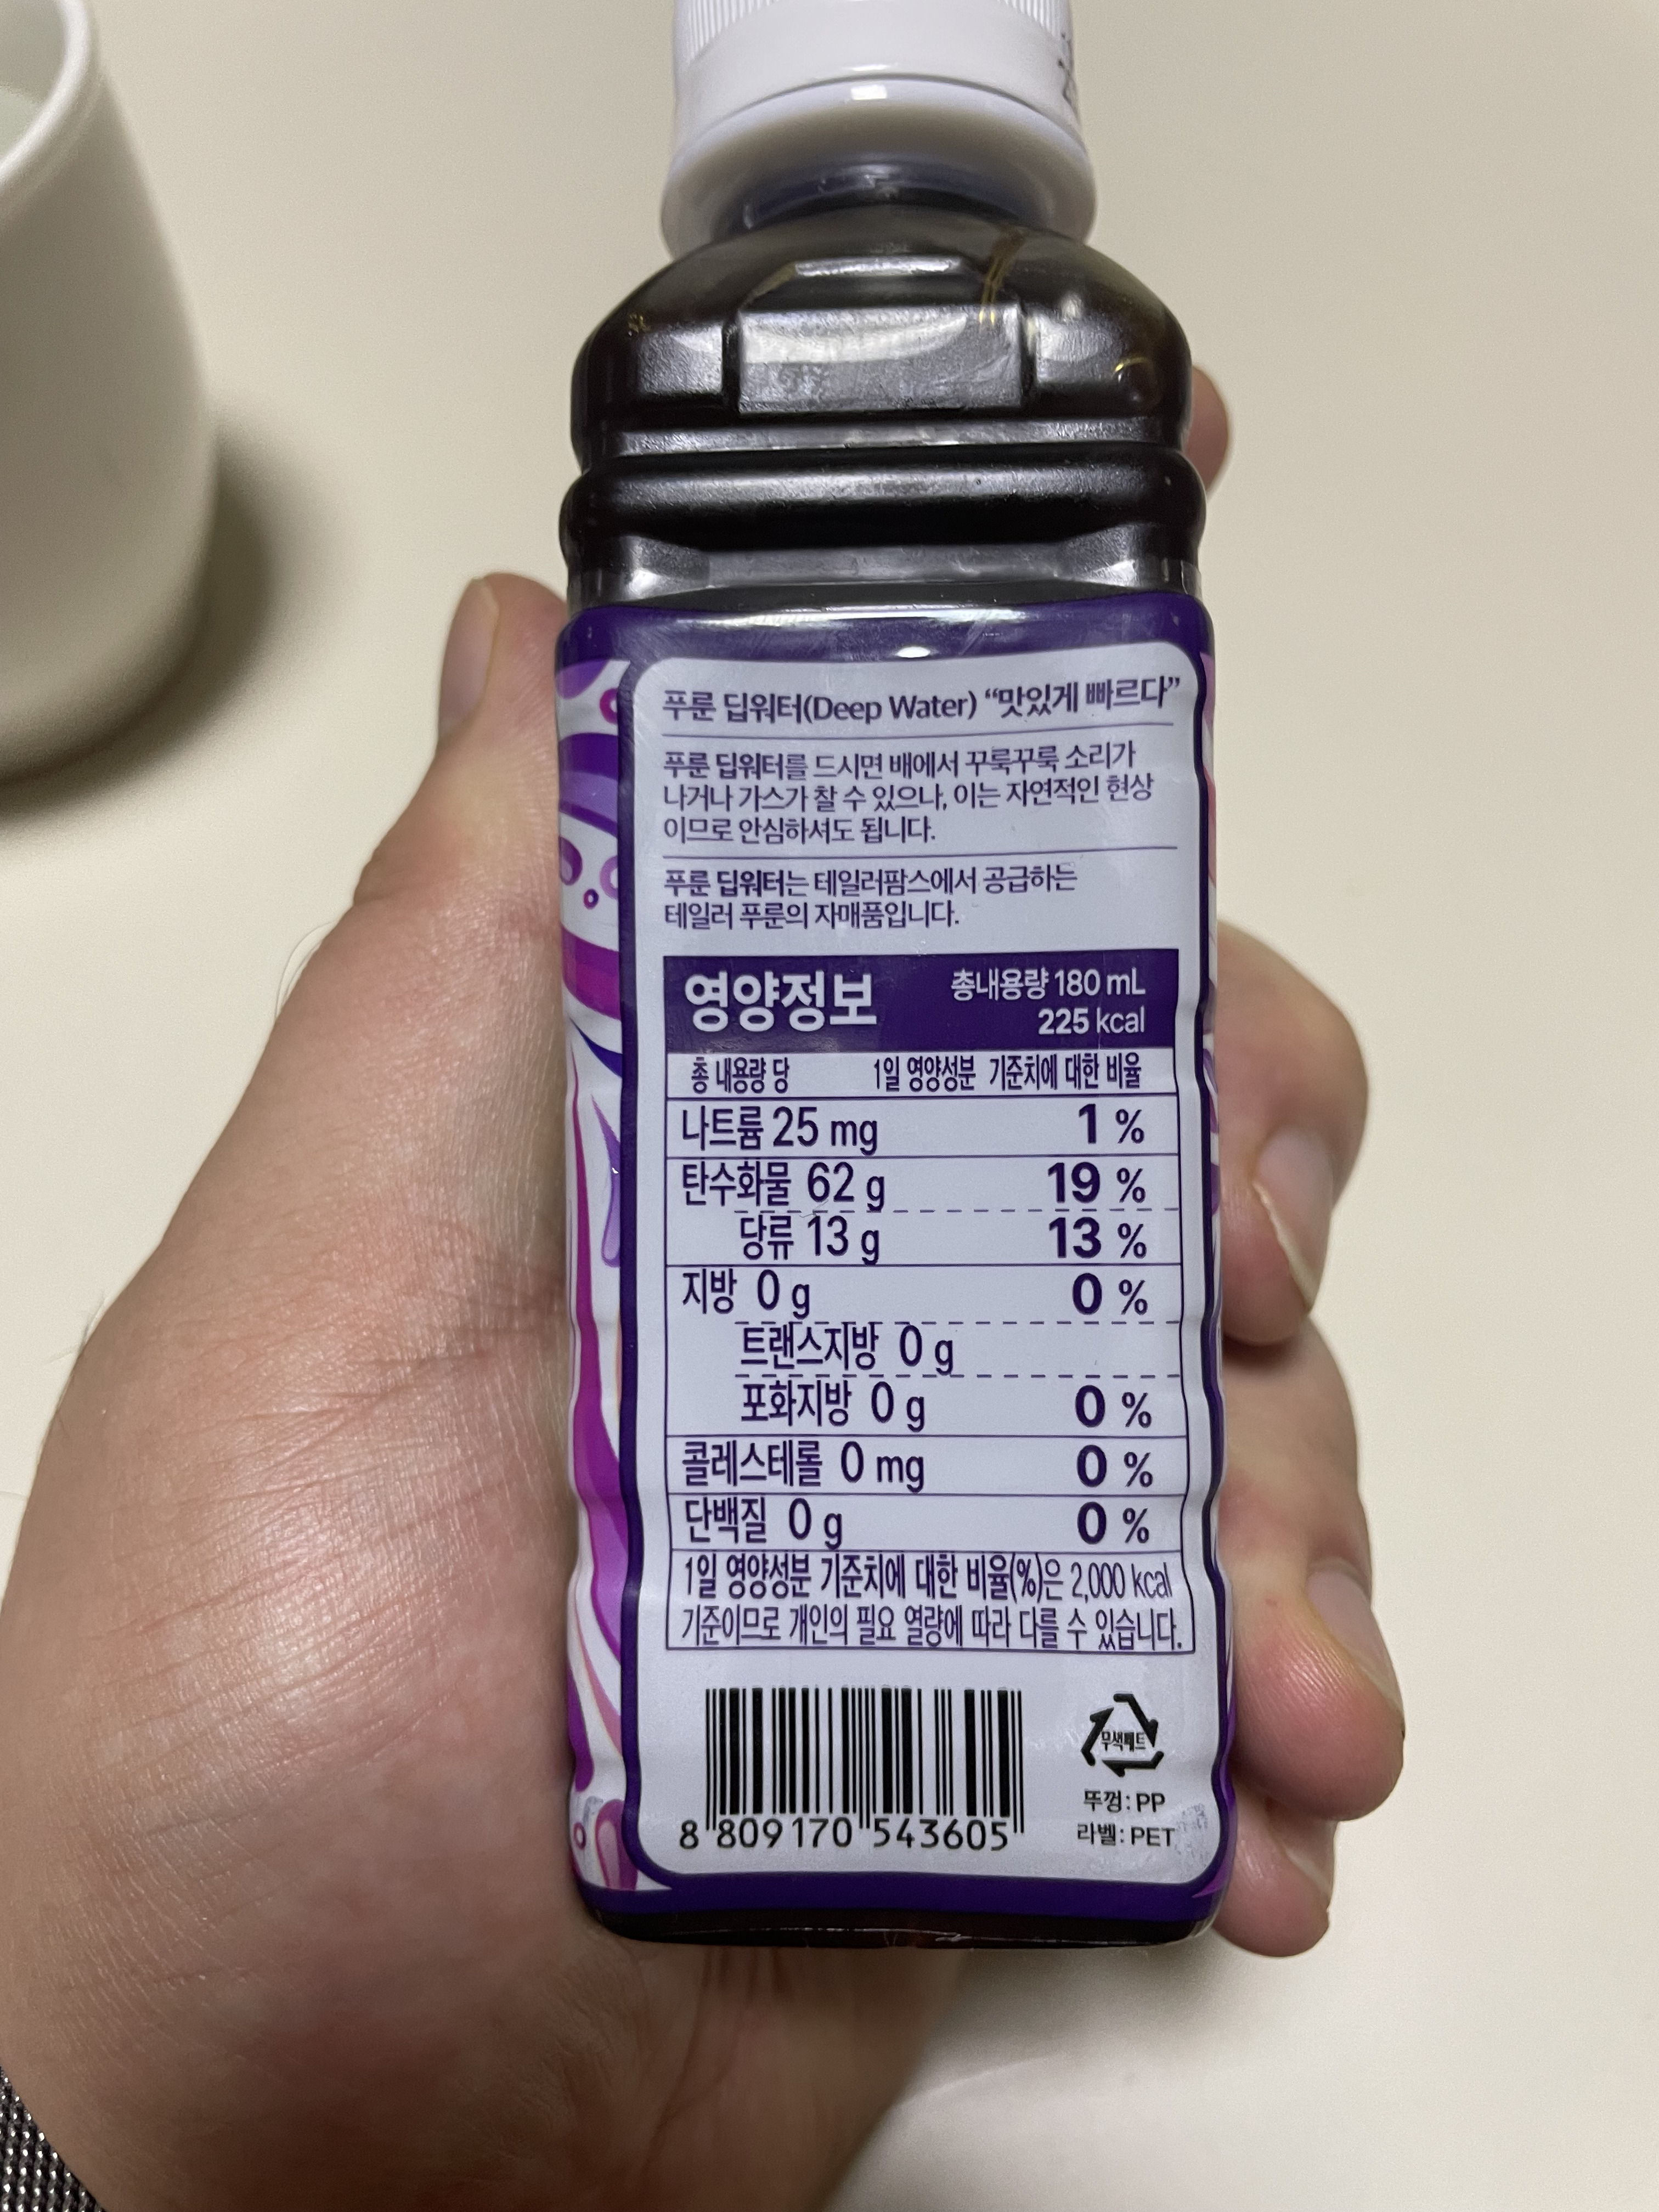 푸룬 딥워터(Deep Water) “맛있게 빠르다”
푸룬 딥워터를 드시면 배에서 꾸룩꾸룩 소리가
나거나 가스가 찰 수 있으나, 이는 자연적인 현상
이므로 안심하셔도 됩니다.
푸룬 딥워터는 테일러팜스에서 공급하는
테일러 푸룬의 자매품입니다.
영양정보 총내용량 180 mL
225 kcal
총 내용량 당 1일 영양성분 기준치에 대한 비율
나트륨 25 mg 1 %
탄수화물 62 g 19 %
당류 13 g 13 %
지방 0 g 0 %
트랜스지방 0 g
포화지방 0 g 0 %
콜레스테롤 0 mg 0 %
단백질 0 g 0 %
1일 영양성분 기준치에 대한 비율(%)은 2,000 kcal
기준이므로 개인의 필요 열량에 따라 다를 수 있습니다.
무색페트
뚜껑: PP
라벨: PET
8 809170 543605